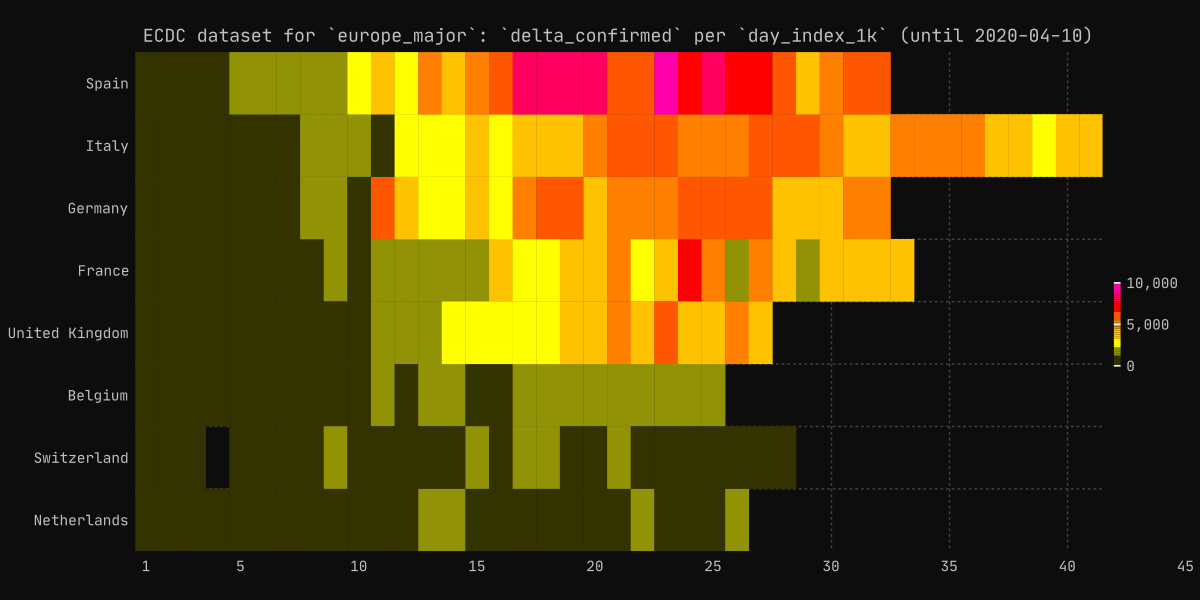 ECDC dataset for `europe_major`: `delta_confirmed` per `day_index_1k` (until 2020-04-10)
Spain
Italy
Germany
France
United Kingdom
Belgium
Switzerland
Netherlands
10,000
5,000
0
1 5 10 15 20 25 30 35 40 45